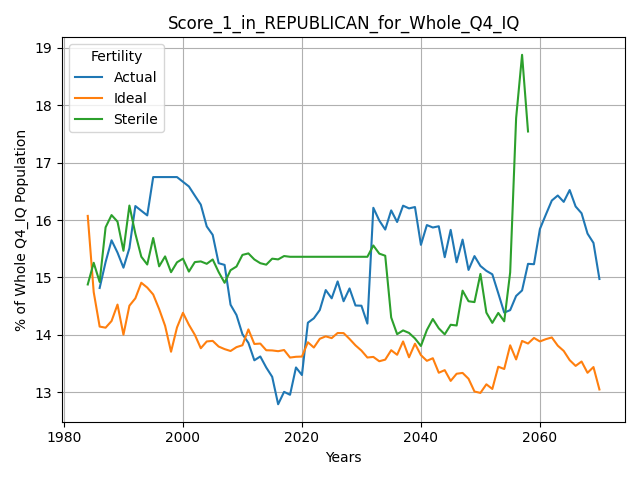 Score_1_in_REPUBLICAN_for_Whole_Q4_IQ
Fertility
Actual
Ideal
Sterile
% of Whole Q4_IQ Population
19
18
17
16
15
14
13
1980
2000
2020
2040
2060
Years